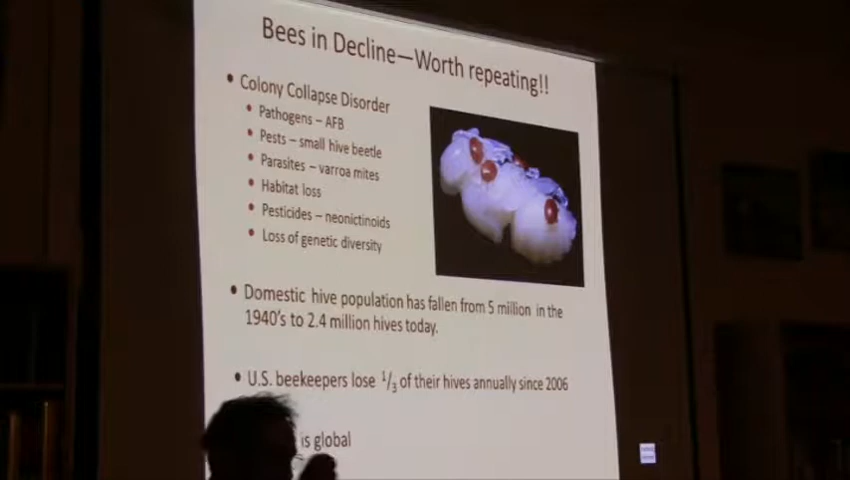 Bees in Decline—Worth repeating!!
• Colony Collapse Disorder
• Pathogens – AFB
• Pests – small hive beetle
• Parasites – varroa mites
• Habitat loss
• Pesticides – neonictinoids
• Loss of genetic diversity
• Domestic hive population has fallen from 5 million in the
1940's to 2.4 million hives today.
• U.S. beekeepers lose 1/3 of their hives annually since 2006
is global